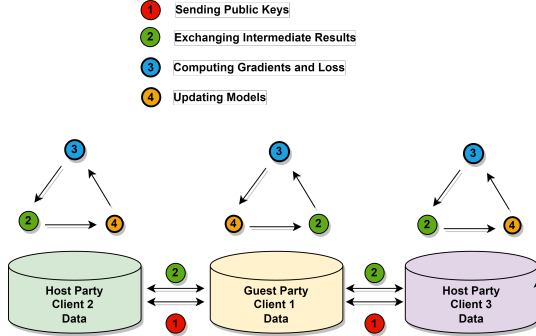 1 Sending Public Keys
2 Exchanging Intermediate Results
3 Computing Gradients and Loss
4 Updating Models
3 3 3
2 4 4 2 2 4
2 2
Host Party
Client 2
Data
Guest Party
Client 1
Data
Host Party
Client 3
Data
1 1